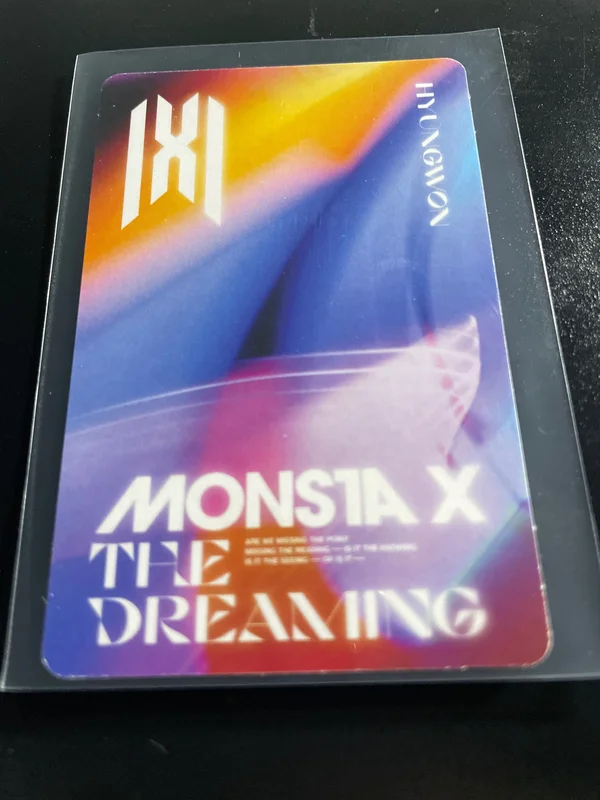 HYUNGWON
MONSTA X
THE
ARE WE MISSING THE POINT
MISSING THE MEANING — IS IT THE KNOWING
IS IT THE SEEING — OR IS IT —
DREAMING